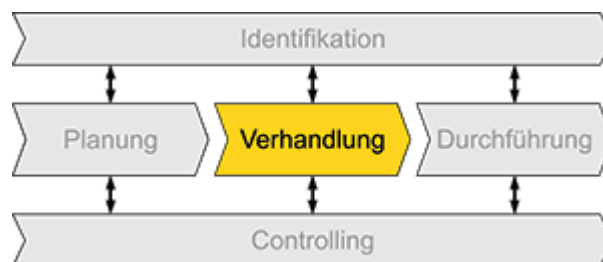 Identifikation
Planung
Verhandlung
Durchführung
Controlling